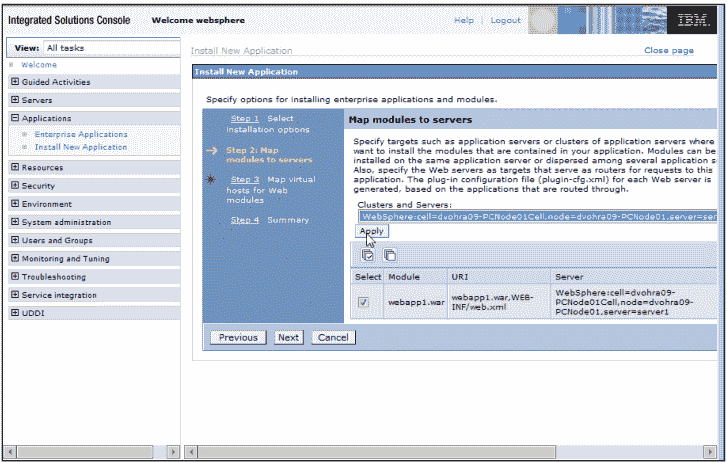 Integrated Solutions Console Welcome websphere Help | Logout IBM.
View: All tasks
Welcome
Guided Activities
Servers
Applications
Enterprise Applications
Install New Application
Resources
Security
Environment
System administration
Users and Groups
Monitoring and Tuning
Troubleshooting
Service integration
UDDI
Install New Application Close page
Install New Application
Specify options for installing enterprise applications and modules.
Step 1 Select
installation options
Step 2: Map
modules to servers
Step 3 Map virtual
hosts for Web
modules
Step 4 Summary
Map modules to servers
Specify targets such as application servers or clusters of application servers where
want to install the modules that are contained in your application. Modules can be
installed on the same application server or dispersed among several application s
Also, specify the Web servers as targets that serve as routers for requests to this
application. The plug-in configuration file (plugin-cfg.xml) for each Web server is
generated, based on the applications that are routed through.
Clusters and Servers:
WebSphere:cell=dvohra09-PCNode01Cell,node=dvohra09-PCNode01,server=ser
Apply
Select Module URI Server
webapp1.war webapp1.war,WEB-
INF/web.xml WebSphere:cell=dvohra09-
PCNode01Cell,node=dvohra09-
PCNode01,server=server1
Previous Next Cancel